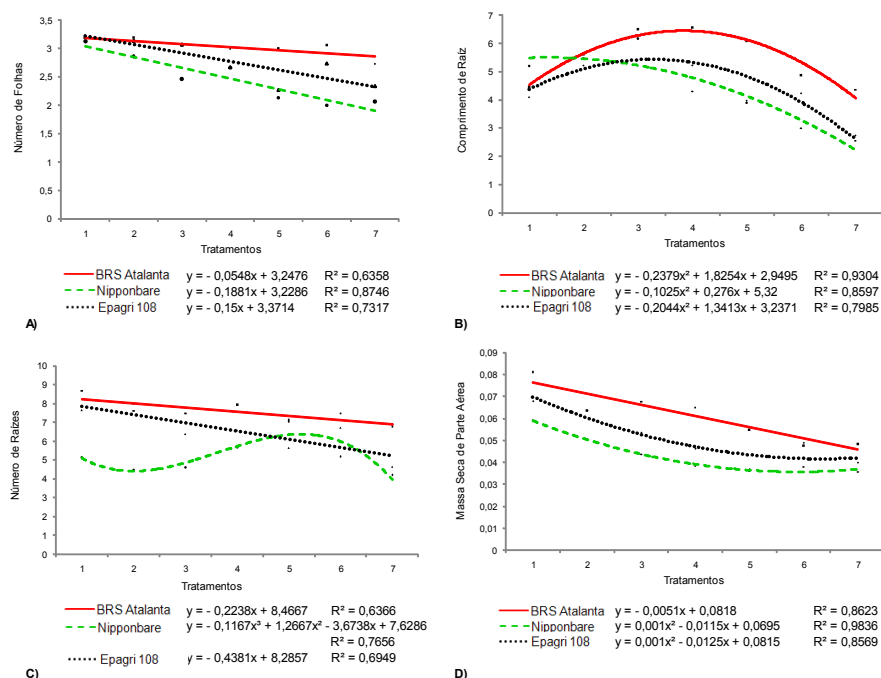 Número de Folhas
3,5
3
2,5
2
1,5
1
0,5
0
1 2 3 4 5 6 7
Tratamentos
BRS Atalanta y = - 0,0548x + 3,2476 R² = 0,6358
Nipponbare y = - 0,1881x + 3,2286 R² = 0,8746
Epagri 108 y = - 0,15x + 3,3714 R² = 0,7317
A)
Comprimento de Raíz
7
6
5
4
3
2
1
0
1 2 3 4 5 6 7
Tratamentos
BRS Atalanta y = - 0,2379x² + 1,8254x + 2,9495 R² = 0,9304
Nipponbare y = - 0,1025x² + 0,276x + 5,32 R² = 0,8597
Epagri 108 y = - 0,2044x² + 1,3413x + 3,2371 R² = 0,7985
B)
Número de Raízes
10
9
8
7
6
5
4
3
2
1
0
1 2 3 4 5 6 7
Tratamentos
BRS Atalanta y = - 0,2238x + 8,4667 R² = 0,6366
Nipponbare y = - 0,1167x³ + 1,2667x² - 3,6738x + 7,6286
R² = 0,7656
Epagri 108 y = - 0,4381x + 8,2857 R² = 0,6949
C)
Massa Seca de Parte Aérea
0,09
0,08
0,07
0,06
0,05
0,04
0,03
0,02
0,01
0,00
1 2 3 4 5 6 7
Tratamentos
BRS Atalanta y = - 0,0051x + 0,0818 R² = 0,8623
Nipponbare y = 0,001x² - 0,0115x + 0,0695 R² = 0,9836
Epagri 108 y = 0,001x² - 0,0125x + 0,0815 R² = 0,8569
D)